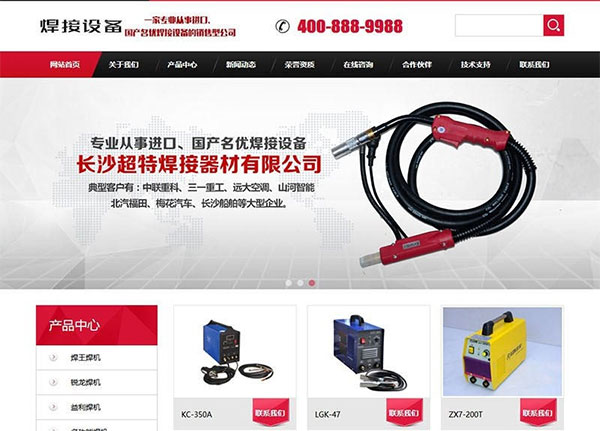 焊接设备
一家专业从事进口、
国产名优焊接设备的销售型公司
400-888-9988
网站首页 关于我们 产品中心 新闻动态 荣誉资质 在线咨询 合作伙伴 技术支持 联系我们
专业从事进口、国产名优焊接设备
长沙超特焊接器材有限公司
典型客户有：中联重科、三一重工、远大空调、山河智能
北汽福田、梅花汽车、长沙船舶等大型企业。
产品中心
焊王焊机
锐龙焊机
益利焊机
KC-350A 联系我们
LGK-47 联系我们
ZX7-200T 联系我们